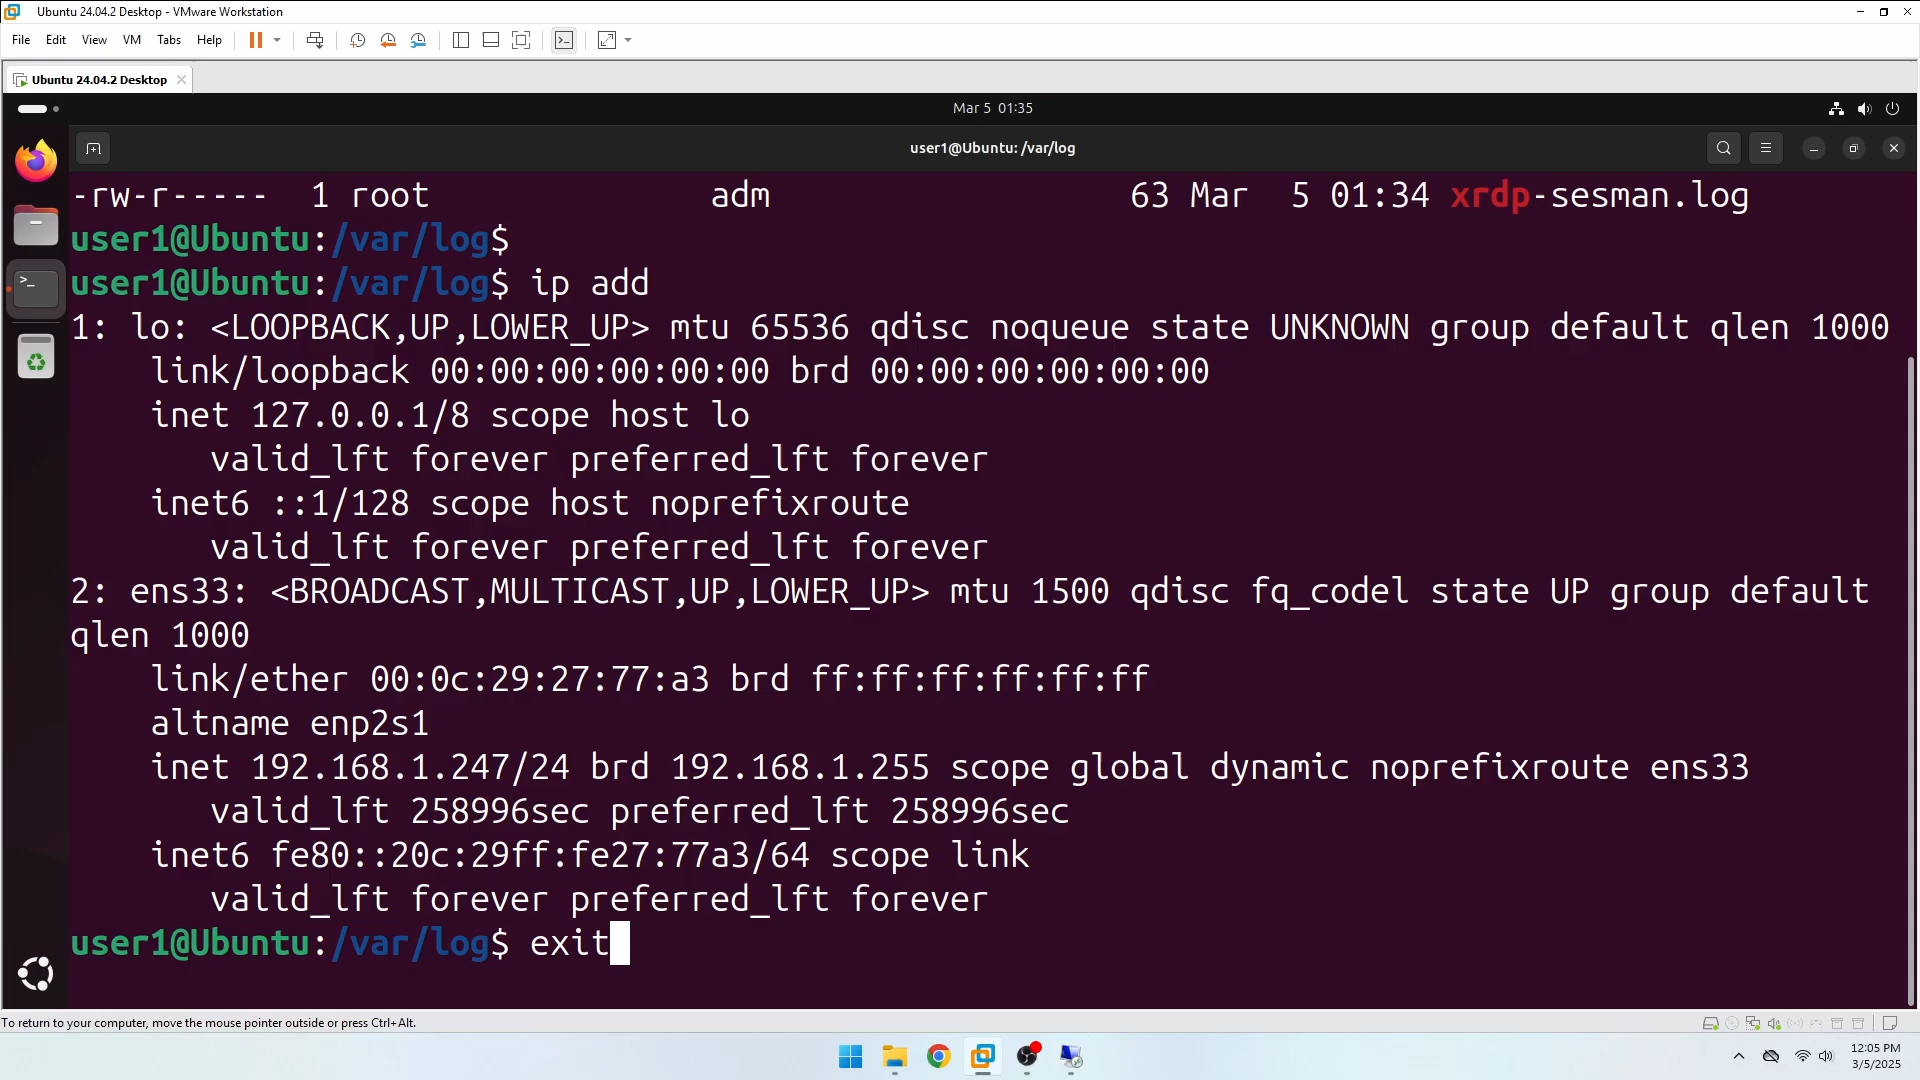 Ubuntu 24.04.2 Desktop - VMware Workstation
File Edit View VM Tabs Help
Ubuntu 24.04.2 Desktop
Mar 5 01:35
user1@Ubuntu: /var/log
-rw-r----- 1 root adm 63 Mar 5 01:34 xrdp-sesman.log
user1@Ubuntu:/var/log$
user1@Ubuntu:/var/log$ ip add
1: lo: <LOOPBACK,UP,LOWER_UP> mtu 65536 qdisc noqueue state UNKNOWN group default qlen 1000
link/loopback 00:00:00:00:00:00 brd 00:00:00:00:00:00
inet 127.0.0.1/8 scope host lo
valid_lft forever preferred_lft forever
inet6 ::1/128 scope host noprefixroute
valid_lft forever preferred_lft forever
2: ens33: <BROADCAST,MULTICAST,UP,LOWER_UP> mtu 1500 qdisc fq_codel state UP group default
qlen 1000
link/ether 00:0c:29:27:77:a3 brd ff:ff:ff:ff:ff:ff
altname enp2s1
inet 192.168.1.247/24 brd 192.168.1.255 scope global dynamic noprefixroute ens33
valid_lft 258996sec preferred_lft 258996sec
inet6 fe80::20c:29ff:fe27:77a3/64 scope link
valid_lft forever preferred_lft forever
user1@Ubuntu:/var/log$ exit
To return to your computer, move the mouse pointer outside or press Ctrl+Alt.
12:05 PM
3/5/2025